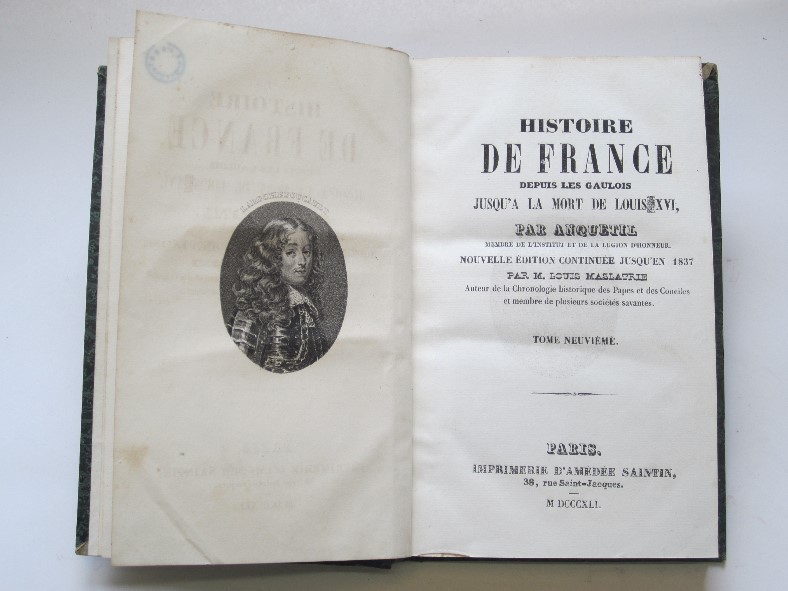 LAROCHEFOUCAULT
HISTOIRE
DE FRANCE
DEPUIS LES GAULOIS
JUSQU'A LA MORT DE LOUIS XVI,
PAR ANQUETIL
MEMBRE DE L'INSTITUT ET DE LA LEGION D'HONNEUR.
NOUVELLE ÉDITION CONTINUÉE JUSQU'EN 1837
PAR M. LOUIS MASLATRIE
Auteur de la Chronologie historique des Papes et des Conciles
et membre de plusieurs sociétés savantes.
TOME NEUVIÈME.
PARIS.
IMPRIMERIE D'AMÉDÉE SAINTIN,
38, rue Saint-Jacques.
M DCCCXLI.